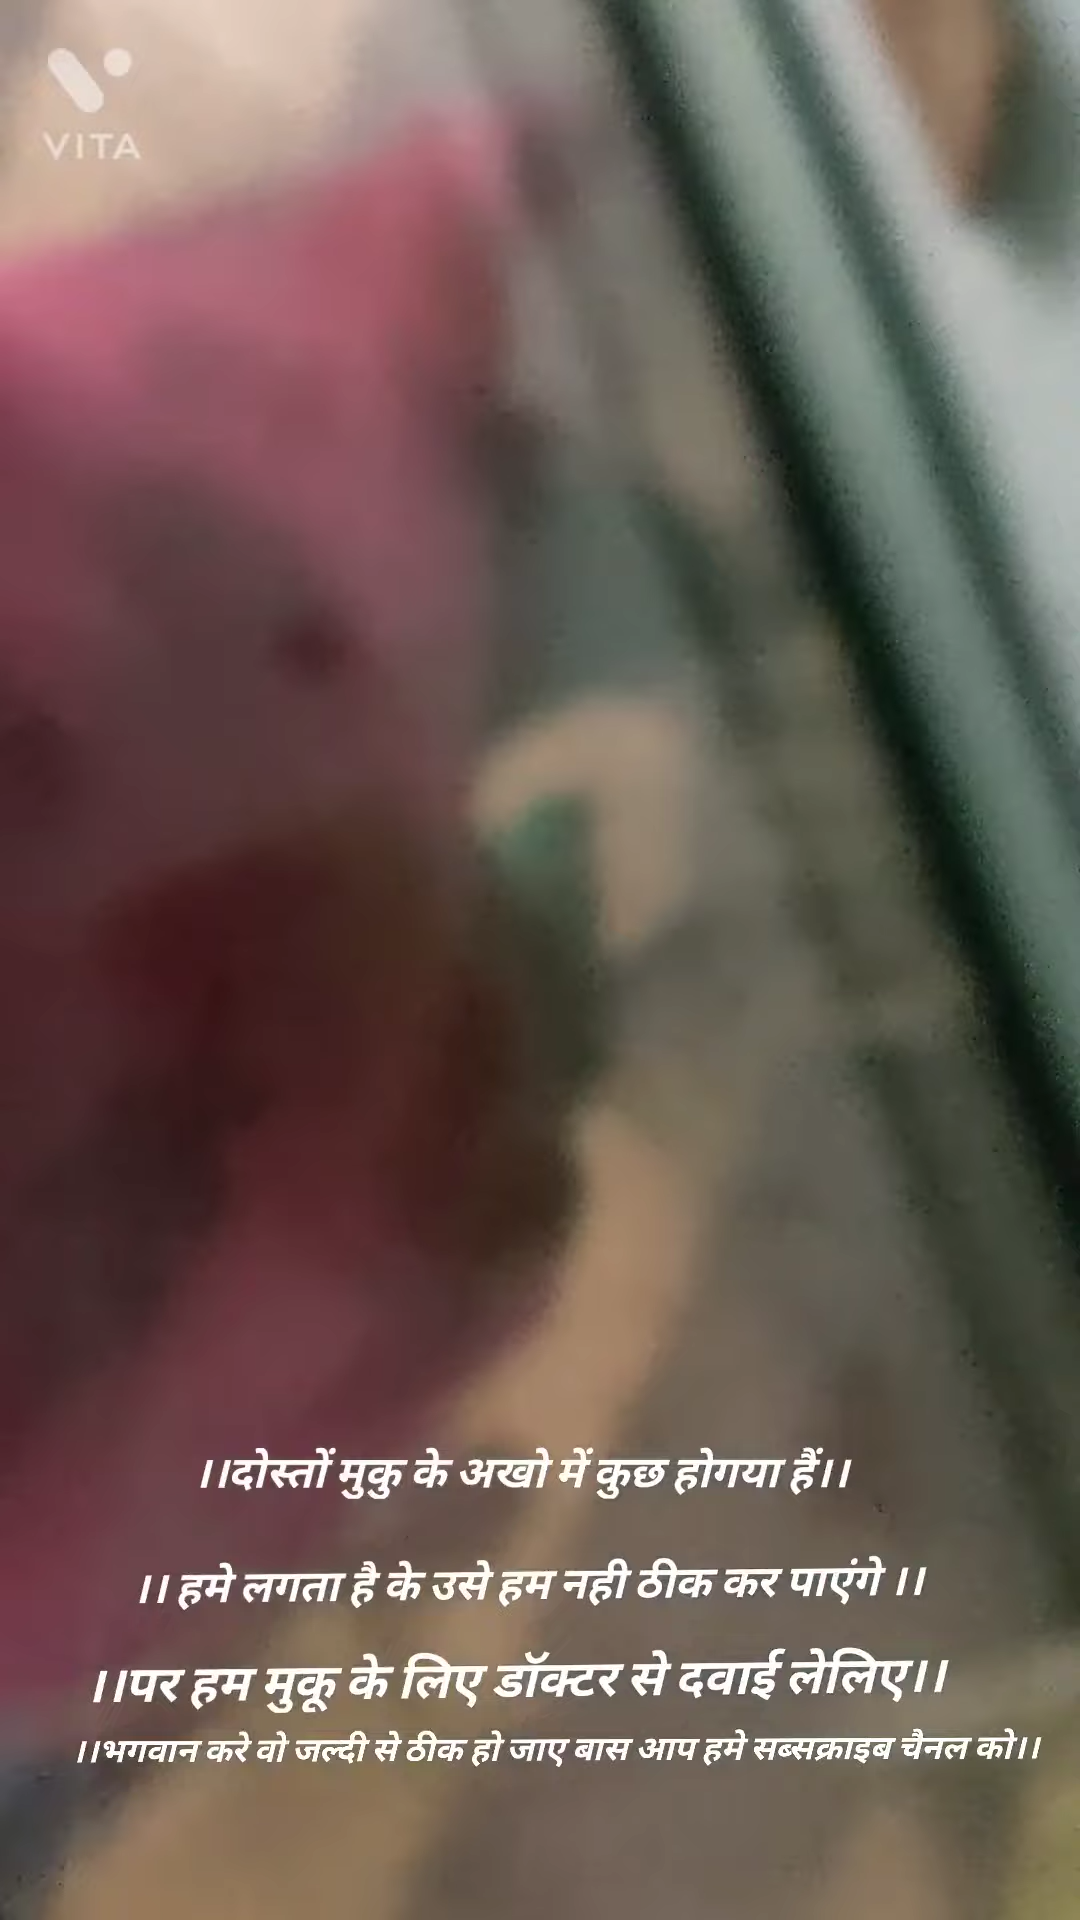 VITA
।।दोस्तों मुकु के अखो में कुछ होगया हैं।।
।। हमे लगता है के उसे हम नही ठीक कर पाएंगे ।।
।।पर हम मुकू के लिए डॉक्टर से दवाई लेलिए।।
।।भगवान करे वो जल्दी से ठीक हो जाए बास आप हमे सब्सक्राइब चैनल को।।